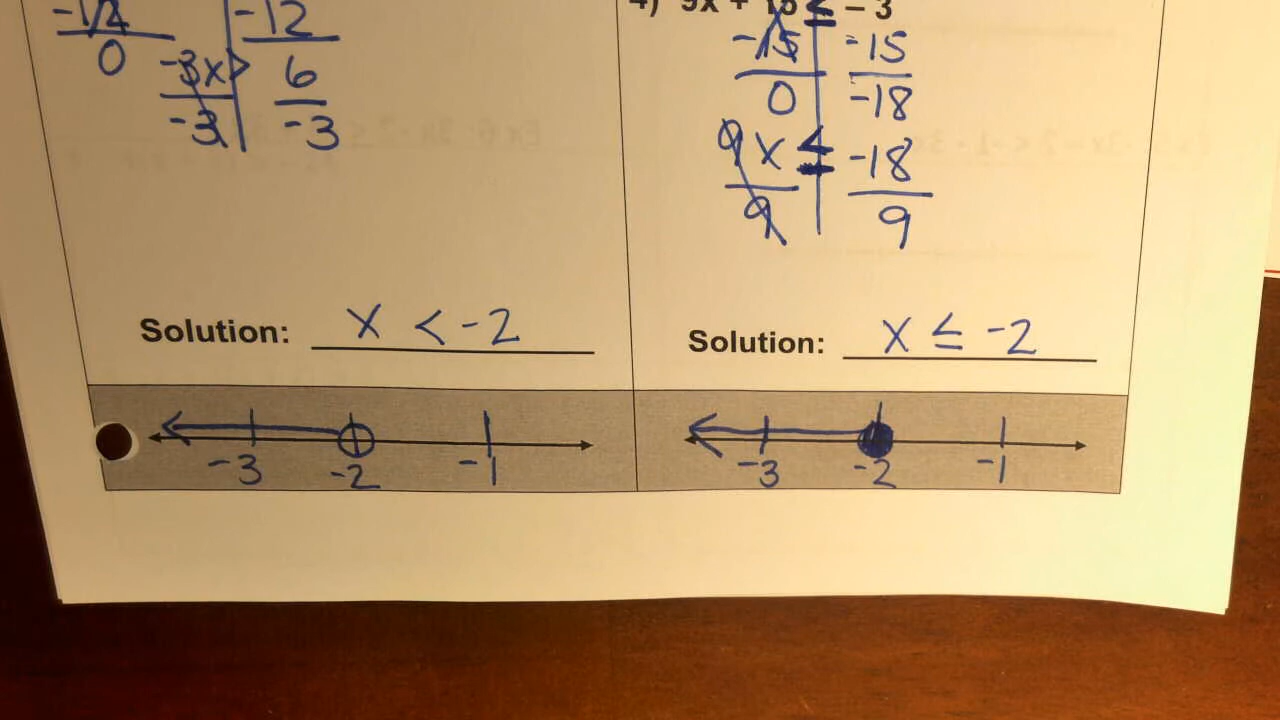 -12 -12
0 -3x > 6
-3 -3
Solution: x < -2
-3 -2 -1
4) 9x + 15 ≤ - 3
-15 -15
0 -18
9x ≤ -18
9 9
Solution: x ≤ -2
-3 -2 -1